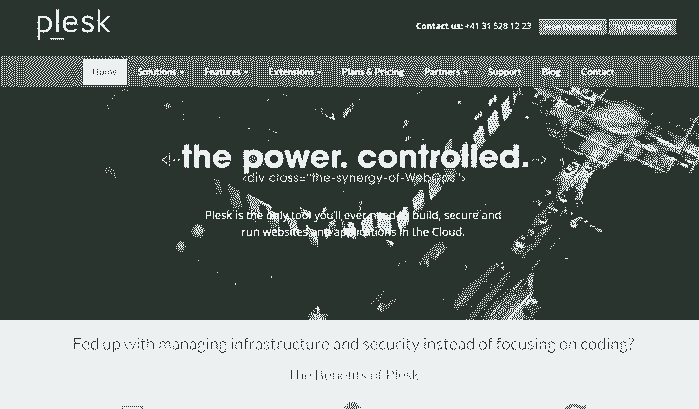 plesk
Contact us: +41 31 528 12 23
Home Solutions Features Extensions Plans & Pricing Partners Support Blog Contact
<!-- the power. controlled. -->
<div class="the-synergy-of-WebOps">
Plesk is the only tool you'll ever need to build, secure and
run websites and applications in the Cloud.
Fed up with managing infrastructure and security instead of focusing on coding?
The Benefits of Plesk